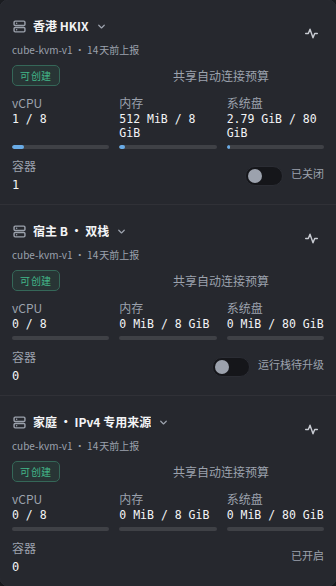 香港 HKIX
cube-kvm-v1 · 14天前上报
可创建 共享自动连接预算
vCPU 内存 系统盘
1 / 8 512 MiB / 8 GiB 2.79 GiB / 80 GiB
容器
1 已关闭
宿主 B · 双栈
cube-kvm-v1 · 14天前上报
可创建 共享自动连接预算
vCPU 内存 系统盘
0 / 8 0 MiB / 8 GiB 0 MiB / 80 GiB
容器
0 运行栈待升级
家庭 · IPv4 专用来源
cube-kvm-v1 · 14天前上报
可创建 共享自动连接预算
vCPU 内存 系统盘
0 / 8 0 MiB / 8 GiB 0 MiB / 80 GiB
容器
0 已开启